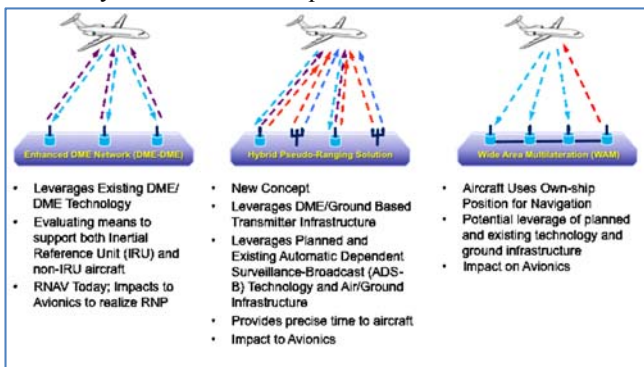 Enhanced DME Network (DME-DME)
Leverages Existing DME/
DME Technology
Evaluating means to
support both Inertial
Reference Unit (IRU) and
non-IRU aircraft
RNAV Today; Impacts to
Avionics to realize RNP
Hybrid Pseudo-Ranging Solution
New Concept
Leverages DME/Ground Based
Transmitter Infrastructure
Leverages Planned and
Existing Automatic Dependent
Surveillance-Broadcast (ADS-
B) Technology and Air/Ground
Infrastructure
Provides precise time to aircraft
Impact to Avionics
Wide Area Multilateration (WAM)
Aircraft Uses Own-ship
Position for Navigation
Potential leverage of planned
and existing technology and
ground infrastructure
Impact on Avionics